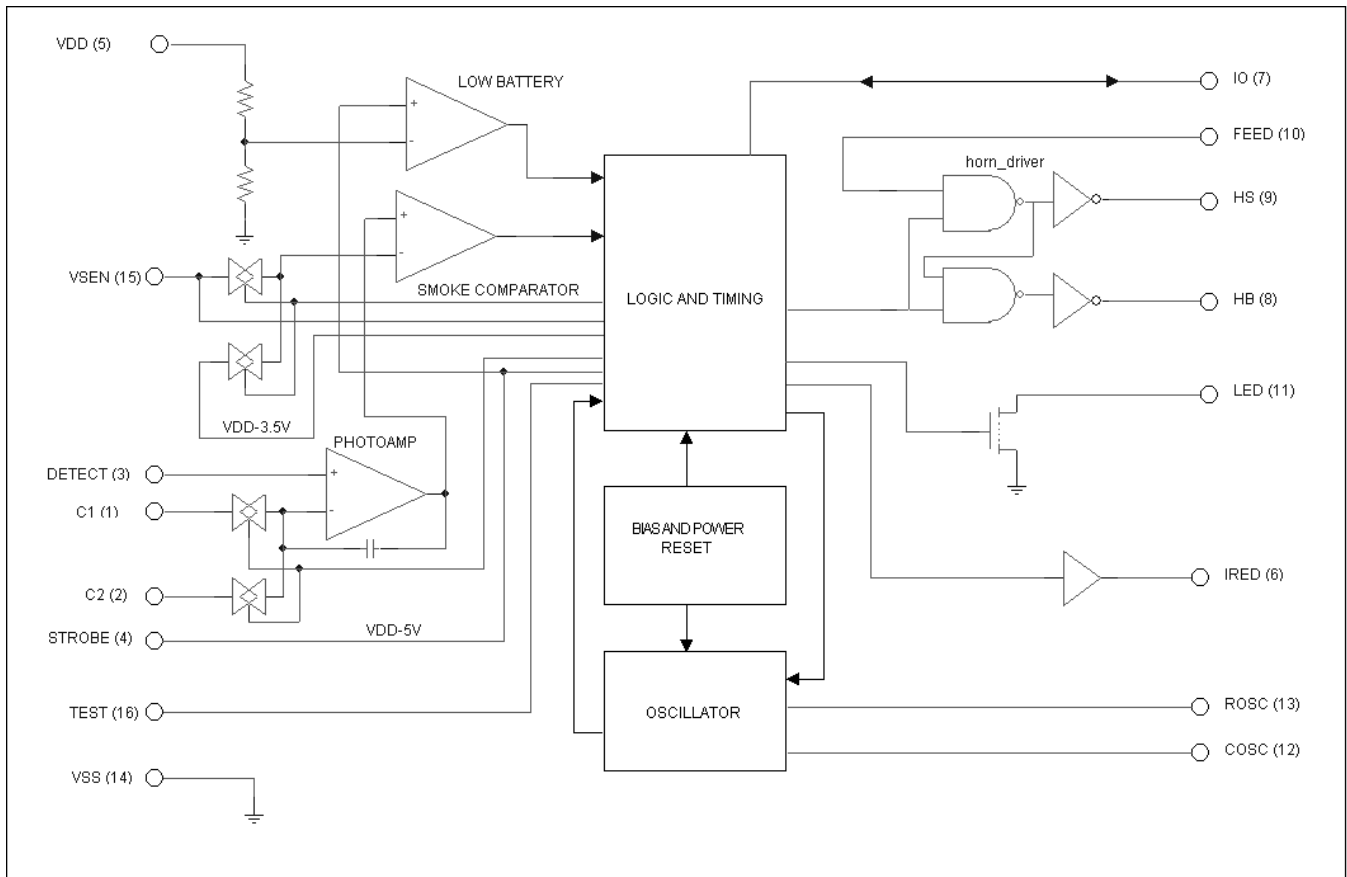 VDD (5)
LOW BATTERY
+
-
IO (7)
FEED (10)
horn_driver
HS (9)
+
-
VSEN (15)
SMOKE COMPARATOR
LOGIC AND TIMING
HB (8)
VDD-3.5V
LED (11)
PHOTOAMP
DETECT (3)
+
C1 (1)
-
BIAS AND POWER
RESET
IRED (6)
C2 (2)
VDD-5V
STROBE (4)
TEST (16)
OSCILLATOR
ROSC (13)
COSC (12)
VSS (14)